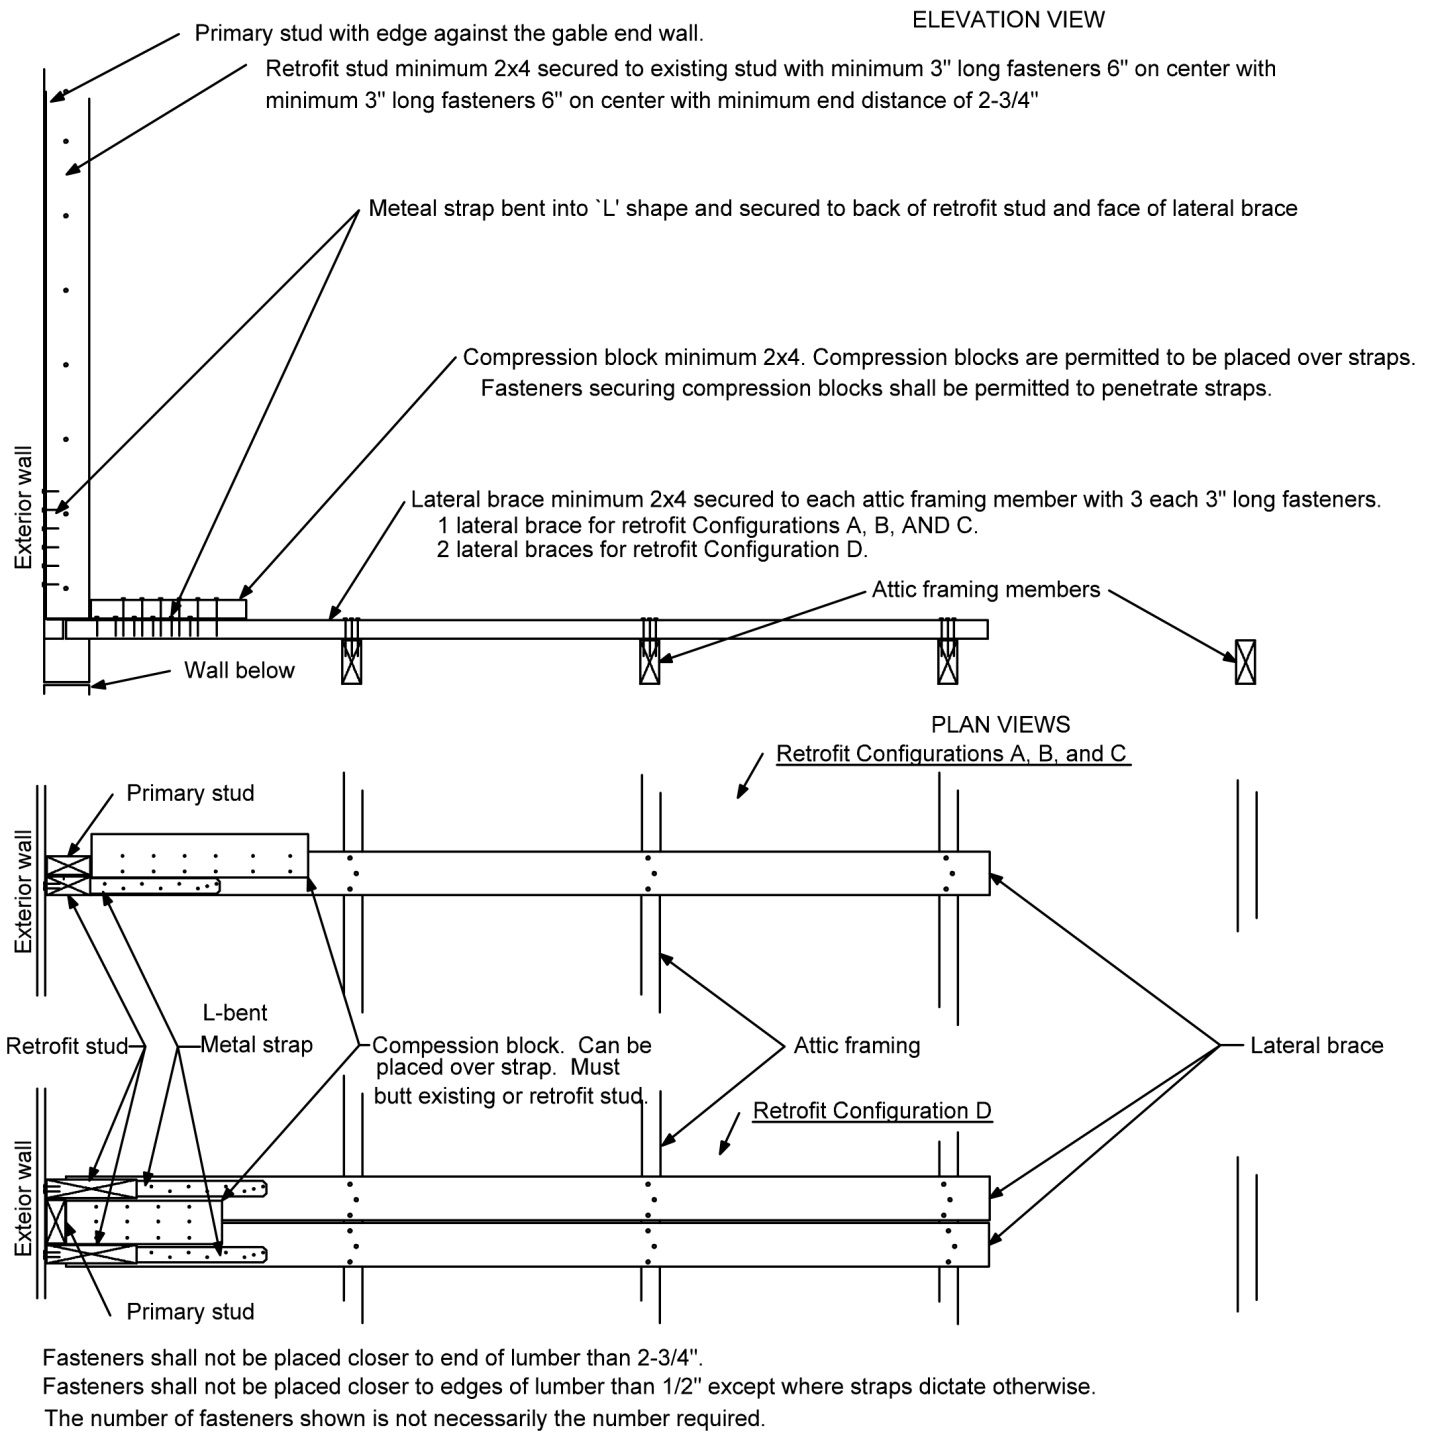 ELEVATION VIEW
Primary stud with edge against the gable end wall.
Retrofit stud minimum 2x4 secured to existing stud with minimum 3" long fasteners 6" on center with
minimum 3" long fasteners 6" on center with minimum end distance of 2-3/4"
Meteal strap bent into `L' shape and secured to back of retrofit stud and face of lateral brace
Compression block minimum 2x4. Compression blocks are permitted to be placed over straps.
Fasteners securing compression blocks shall be permitted to penetrate straps.
Exterior wall
Lateral brace minimum 2x4 secured to each attic framing member with 3 each 3" long fasteners.
1 lateral brace for retrofit Configurations A, B, AND C.
2 lateral braces for retrofit Configuration D.
Attic framing members
Wall below
PLAN VIEWS
Retrofit Configurations A, B, and C
Primary stud
Exterior wall
L-bent
Metal strap
Retrofit stud
Compession block. Can be
placed over strap. Must
butt existing or retrofit stud.
Attic framing
Lateral brace
Retrofit Configuration D
Exteior wall
Primary stud
Fasteners shall not be placed closer to end of lumber than 2-3/4".
Fasteners shall not be placed closer to edges of lumber than 1/2" except where straps dictate otherwise.
The number of fasteners shown is not necessarily the number required.